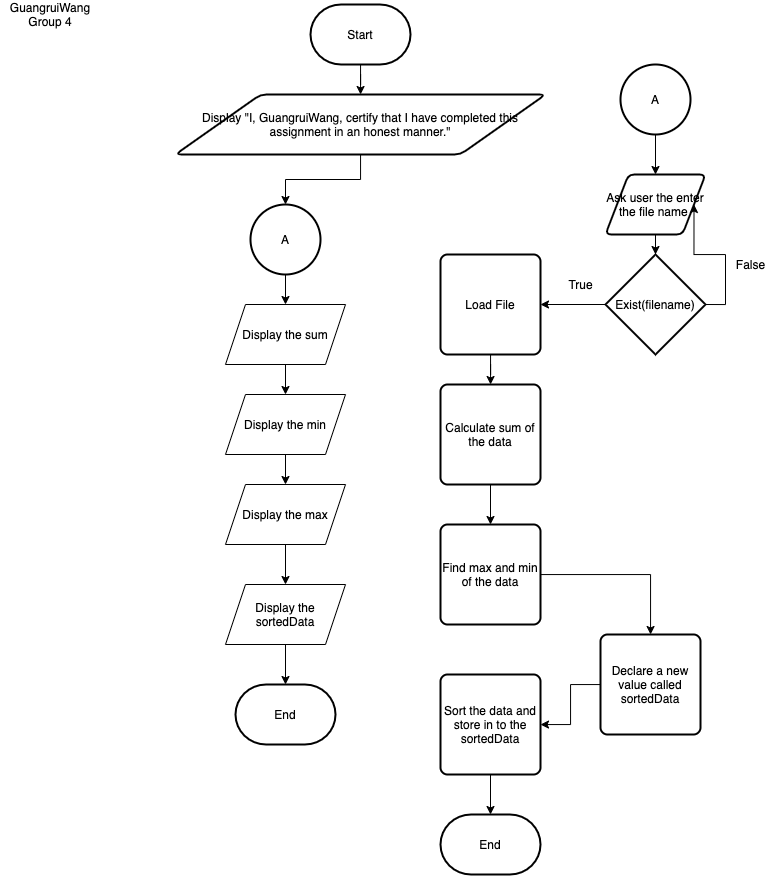 GuangruiWang
Group 4
Start
Display "I, GuangruiWang, certify that I have completed this
assignment in an honest manner."
A
Display the sum
Display the min
Display the max
Display the
sortedData
End
A
Ask user the enter
the file name
Exist(filename)
False
True
Load File
Calculate sum of
the data
Find max and min
of the data
Declare a new
value called
sortedData
Sort the data and
store in to the
sortedData
End